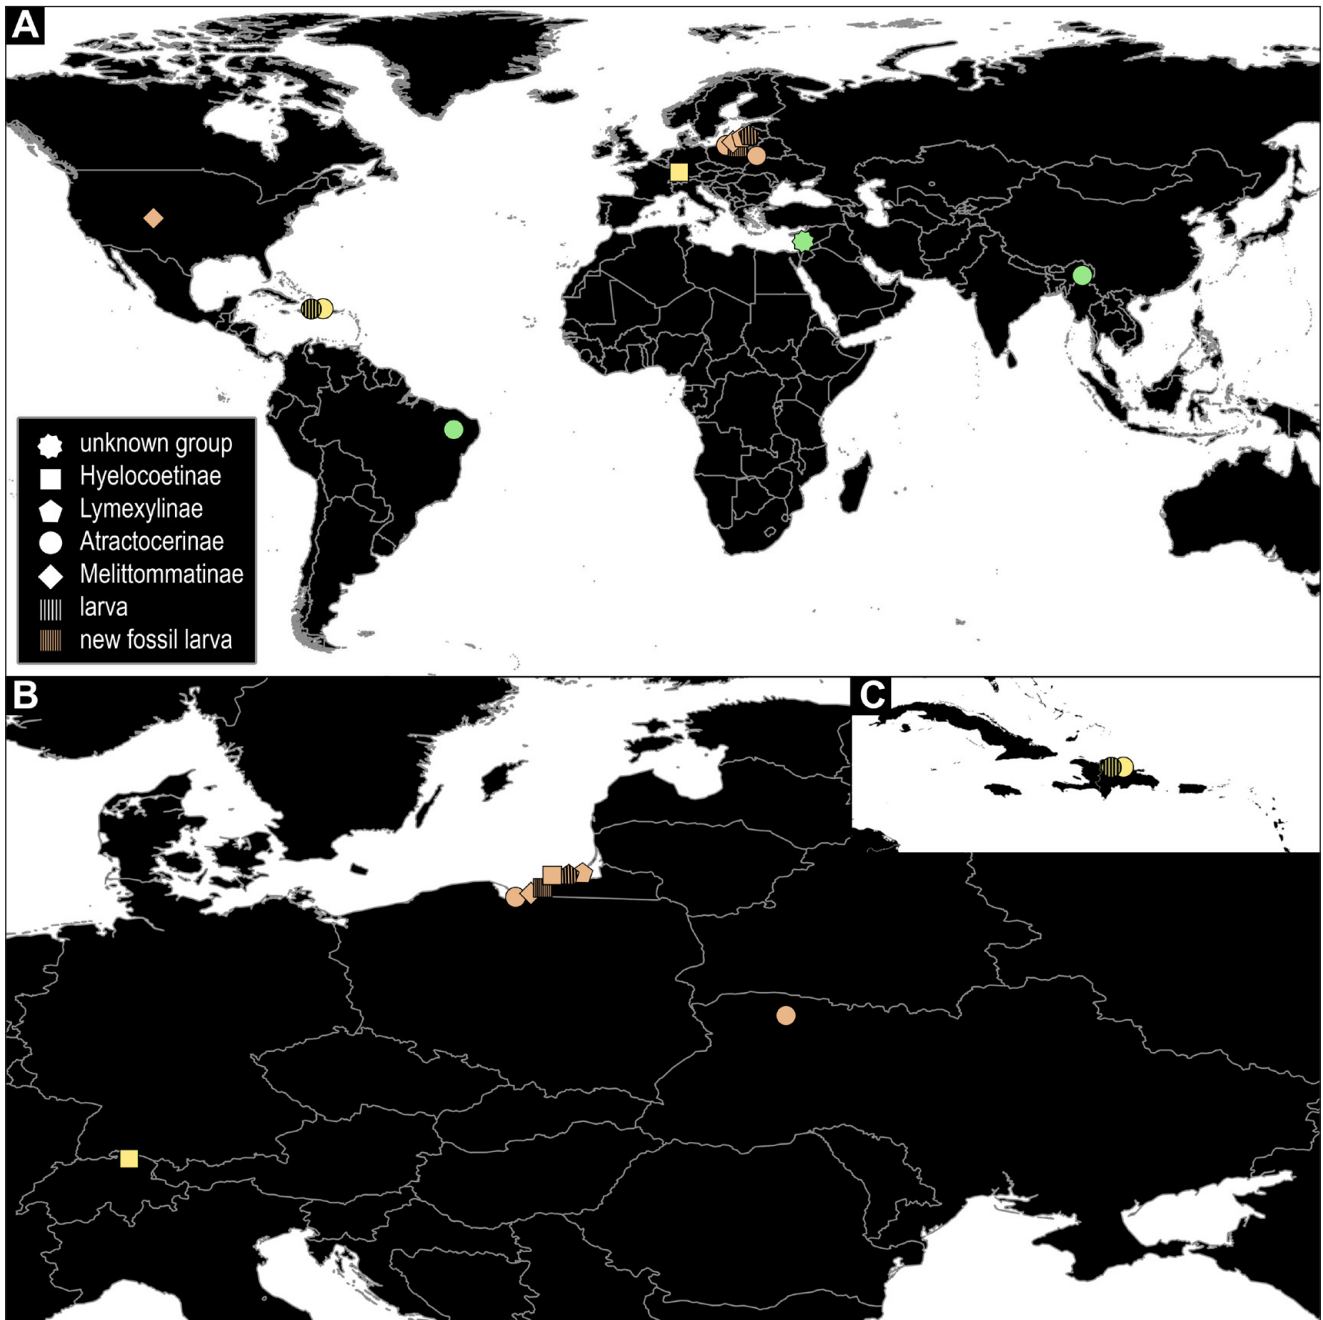 A
unknown group
Hyelocoetinae
Lymexylinae
Atractocerinae
Melittommatinae
larva
new fossil larva
B
C